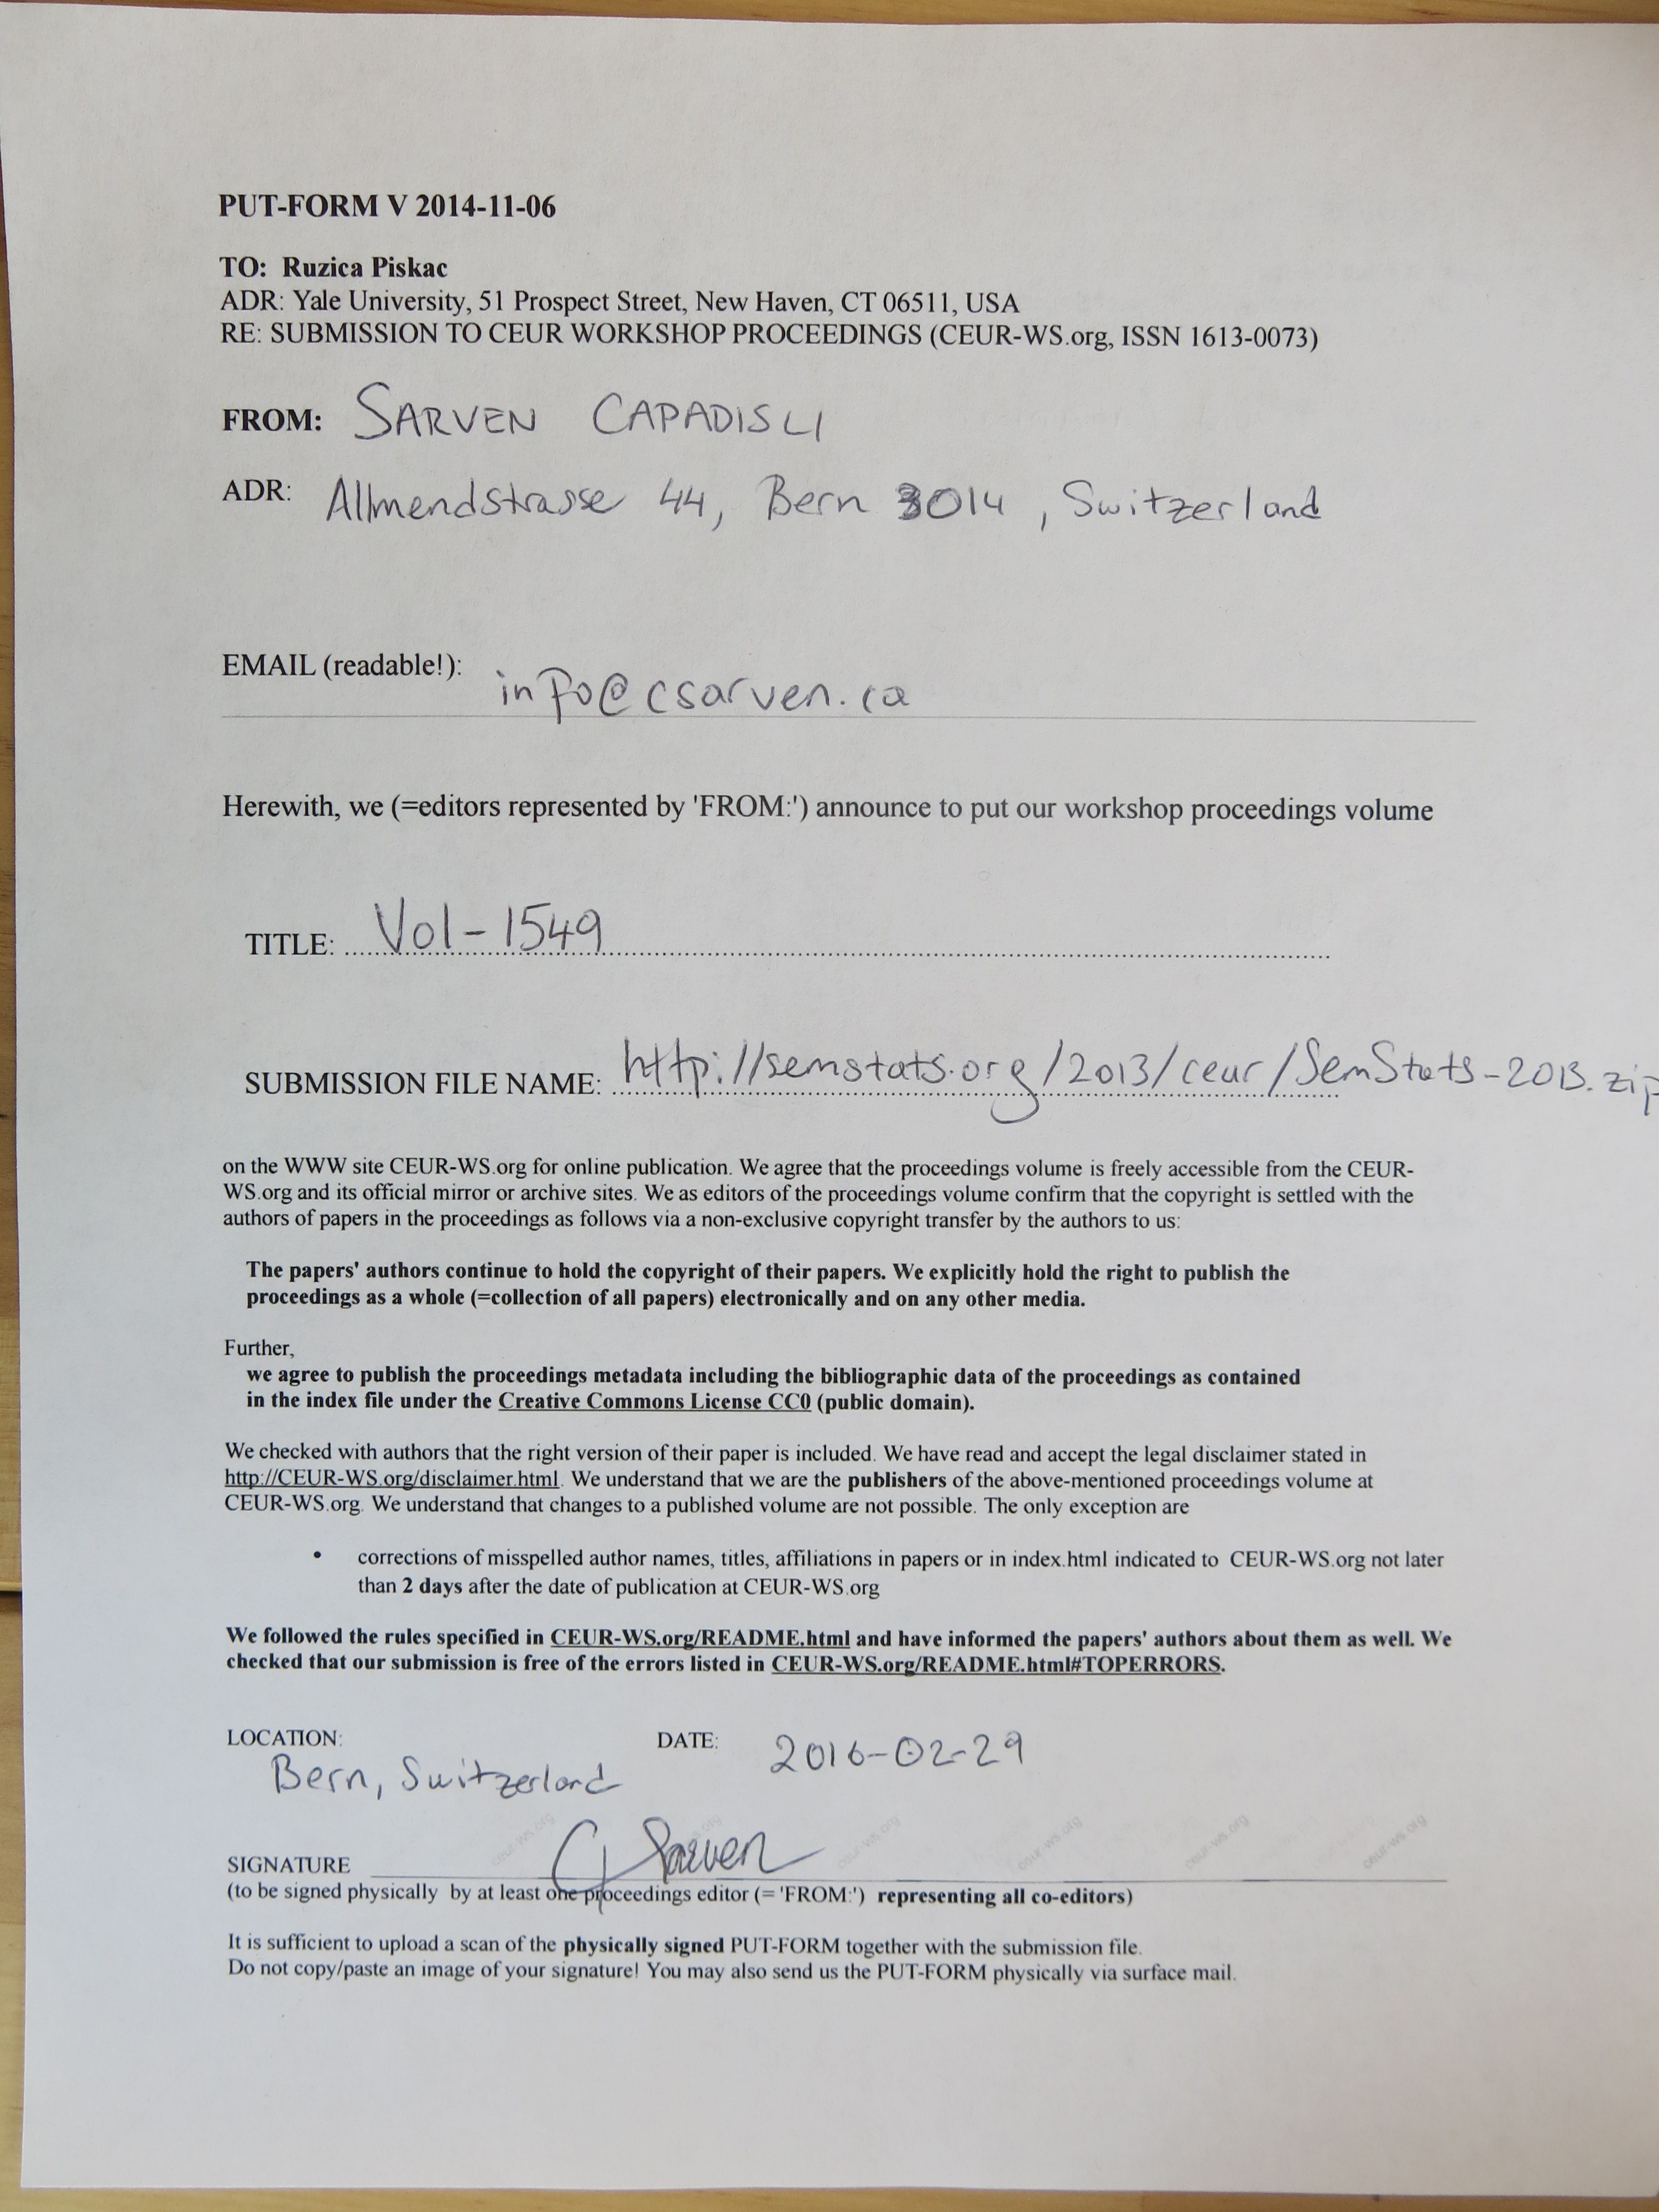 PUT-FORM V 2014-11-06
TO: Ruzica Piskac
ADR: Yale University, 51 Prospect Street, New Haven, CT 06511, USA
RE: SUBMISSION TO CEUR WORKSHOP PROCEEDINGS (CEUR-WS.org, ISSN 1613-0073)
FROM: SARVEN CAPADISLI
ADR: Allmendstrasse 44, Bern 3014, Switzerland
EMAIL (readable!): info@csarven.ca
Herewith, we (=editors represented by 'FROM:') announce to put our workshop proceedings volume
TITLE: Vol-1549
SUBMISSION FILE NAME: http://semstats.org/2013/ceur/SemStats-2013.zip
on the WWW site CEUR-WS.org for online publication. We agree that the proceedings volume is freely accessible from the CEUR-
WS.org and its official mirror or archive sites. We as editors of the proceedings volume confirm that the copyright is settled with the
authors of papers in the proceedings as follows via a non-exclusive copyright transfer by the authors to us:
The papers' authors continue to hold the copyright of their papers. We explicitly hold the right to publish the
proceedings as a whole (=collection of all papers) electronically and on any other media.
Further,
we agree to publish the proceedings metadata including the bibliographic data of the proceedings as contained
in the index file under the Creative Commons License CC0 (public domain).
We checked with authors that the right version of their paper is included. We have read and accept the legal disclaimer stated in
http://CEUR-WS.org/disclaimer.html. We understand that we are the publishers of the above-mentioned proceedings volume at
CEUR-WS.org. We understand that changes to a published volume are not possible. The only exception are
• corrections of misspelled author names, titles, affiliations in papers or in index.html indicated to CEUR-WS.org not later
than 2 days after the date of publication at CEUR-WS.org
We followed the rules specified in CEUR-WS.org/README.html and have informed the papers' authors about them as well. We
checked that our submission is free of the errors listed in CEUR-WS.org/README.html#TOPERRORS.
LOCATION: DATE:
Bern, Switzerland 2016-02-29
SIGNATURE Sarven
ceur-ws.org ceur-ws.org ceur-ws.org ceur-ws.org ceur-ws.org ceur-ws.org
(to be signed physically by at least one proceedings editor (='FROM:') representing all co-editors)
It is sufficient to upload a scan of the physically signed PUT-FORM together with the submission file.
Do not copy/paste an image of your signature! You may also send us the PUT-FORM physically via surface mail.